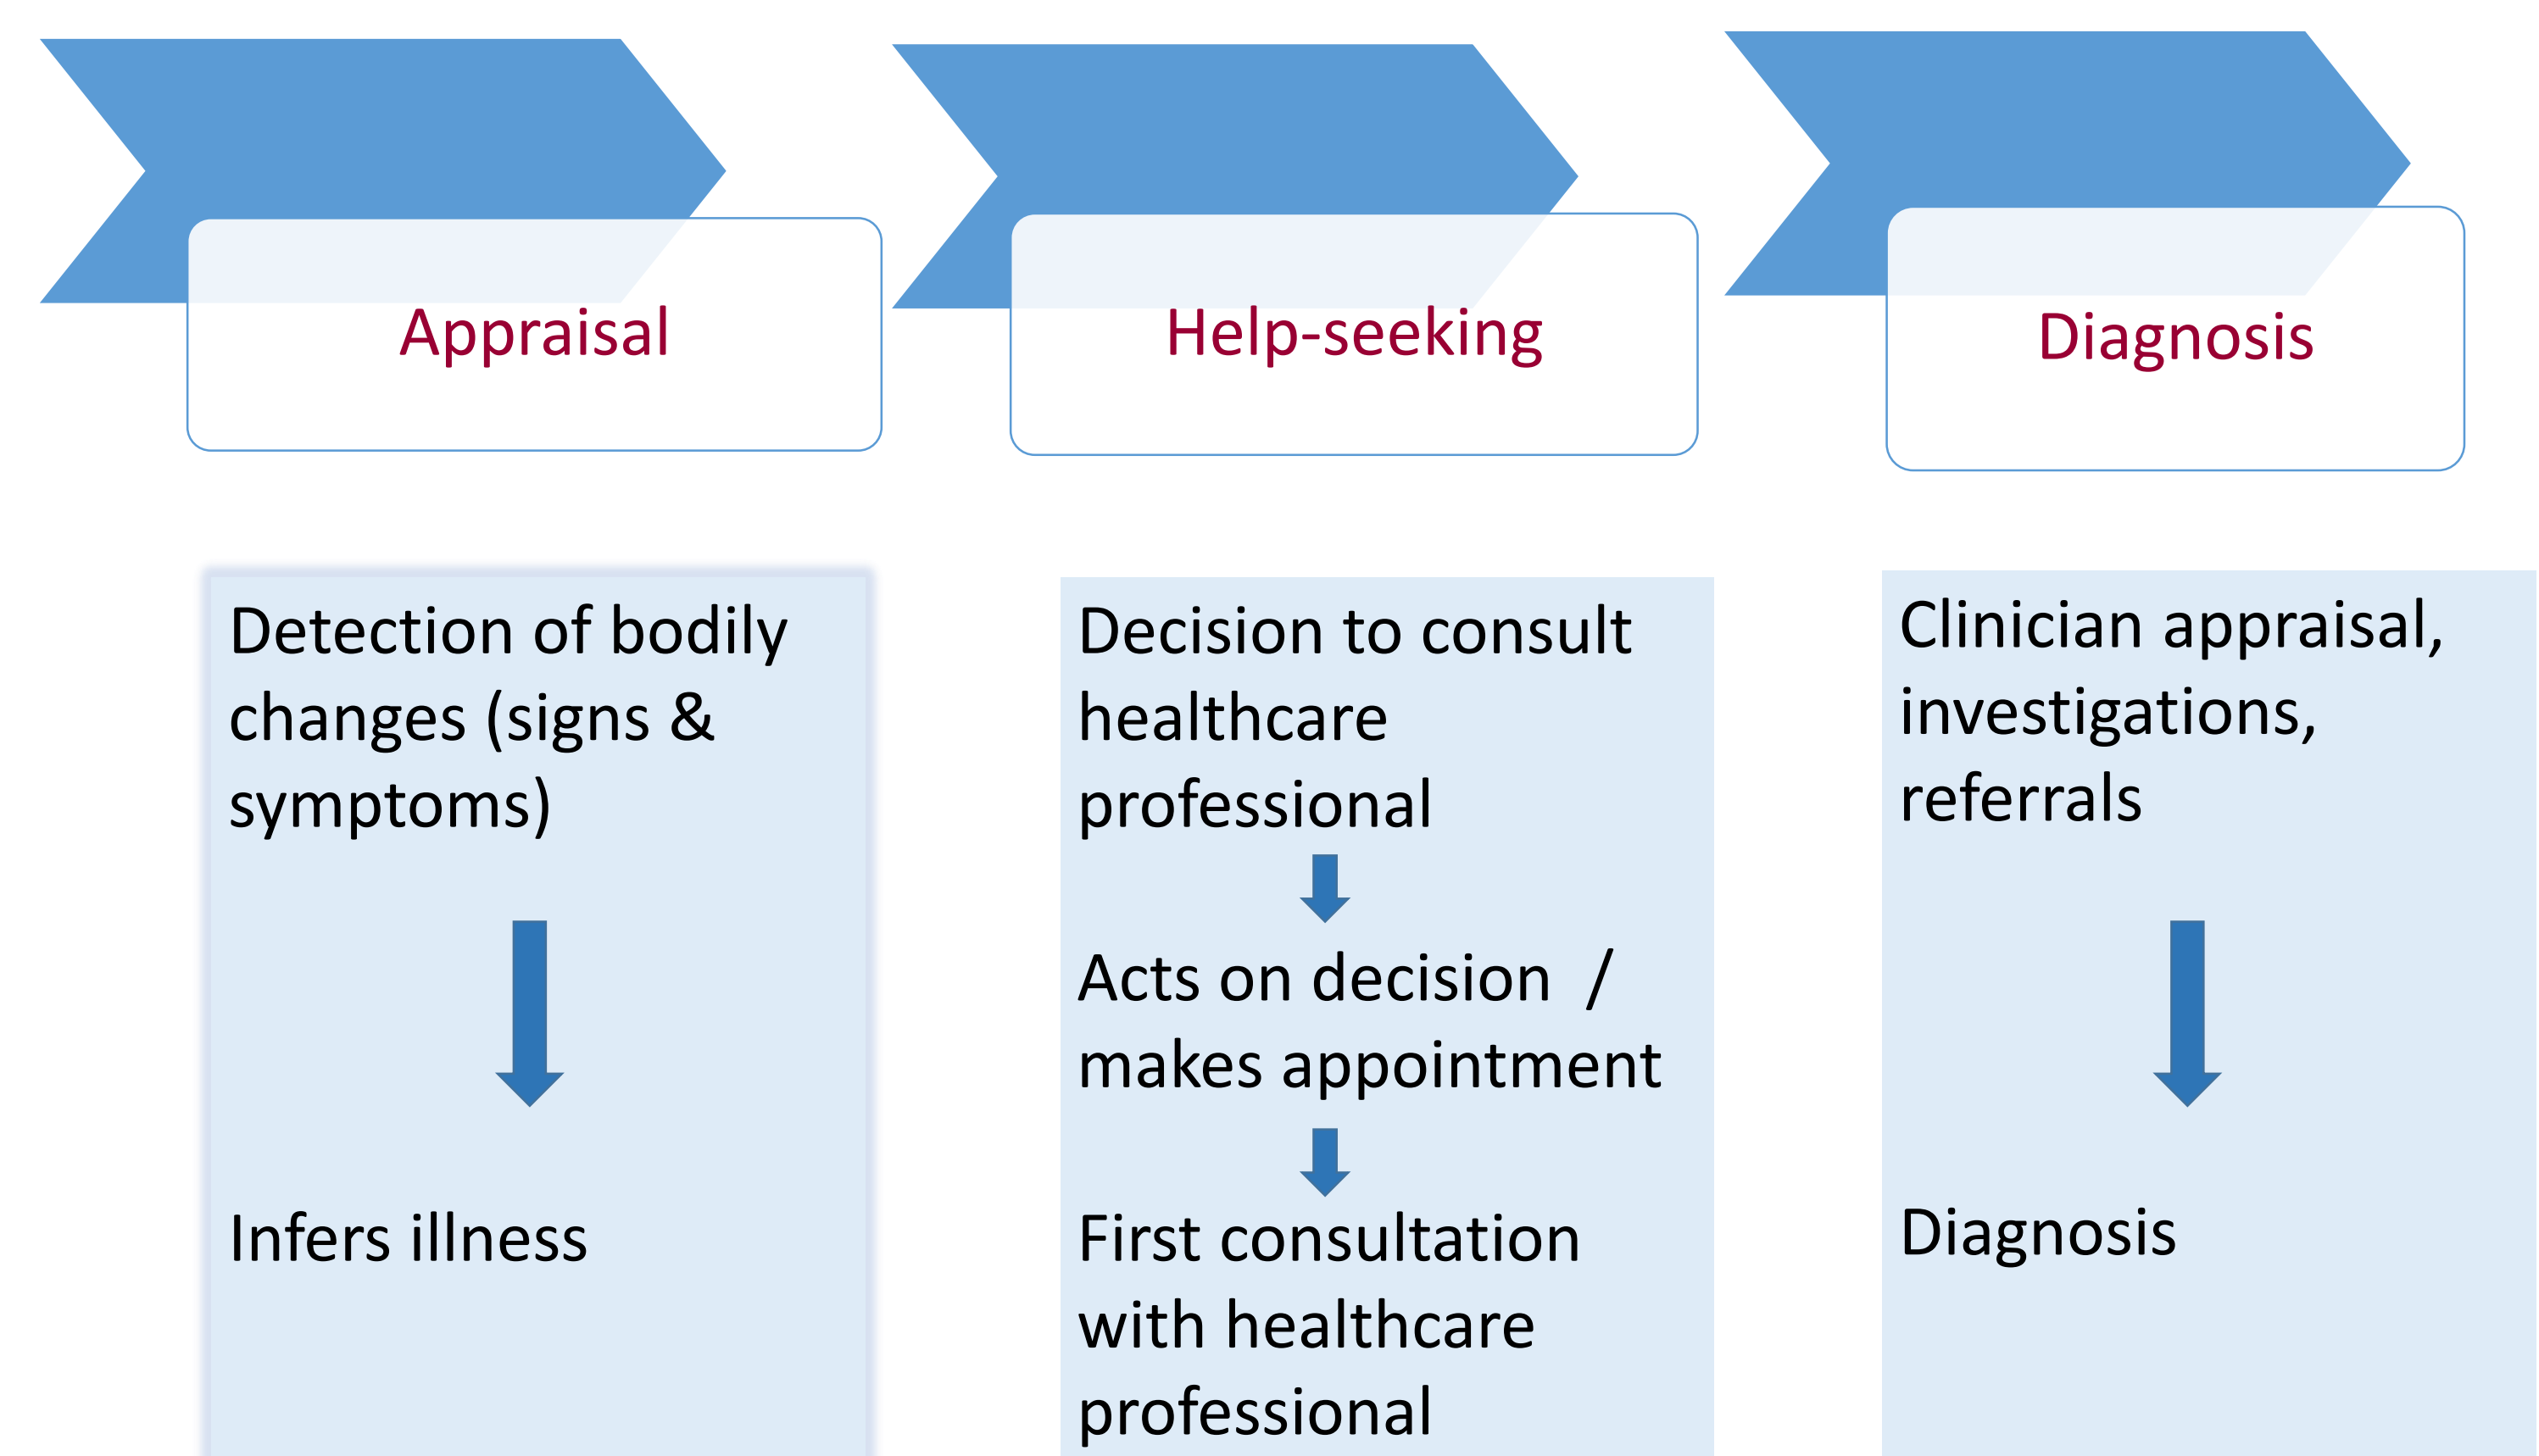 Appraisal
Help-seeking
Diagnosis
Detection of bodily
changes (signs &
symptoms)
Infers illness
Decision to consult
healthcare
professional
Acts on decision  /
makes appointment
First consultation
with healthcare
professional
Clinician appraisal,
investigations,
referrals
Diagnosis